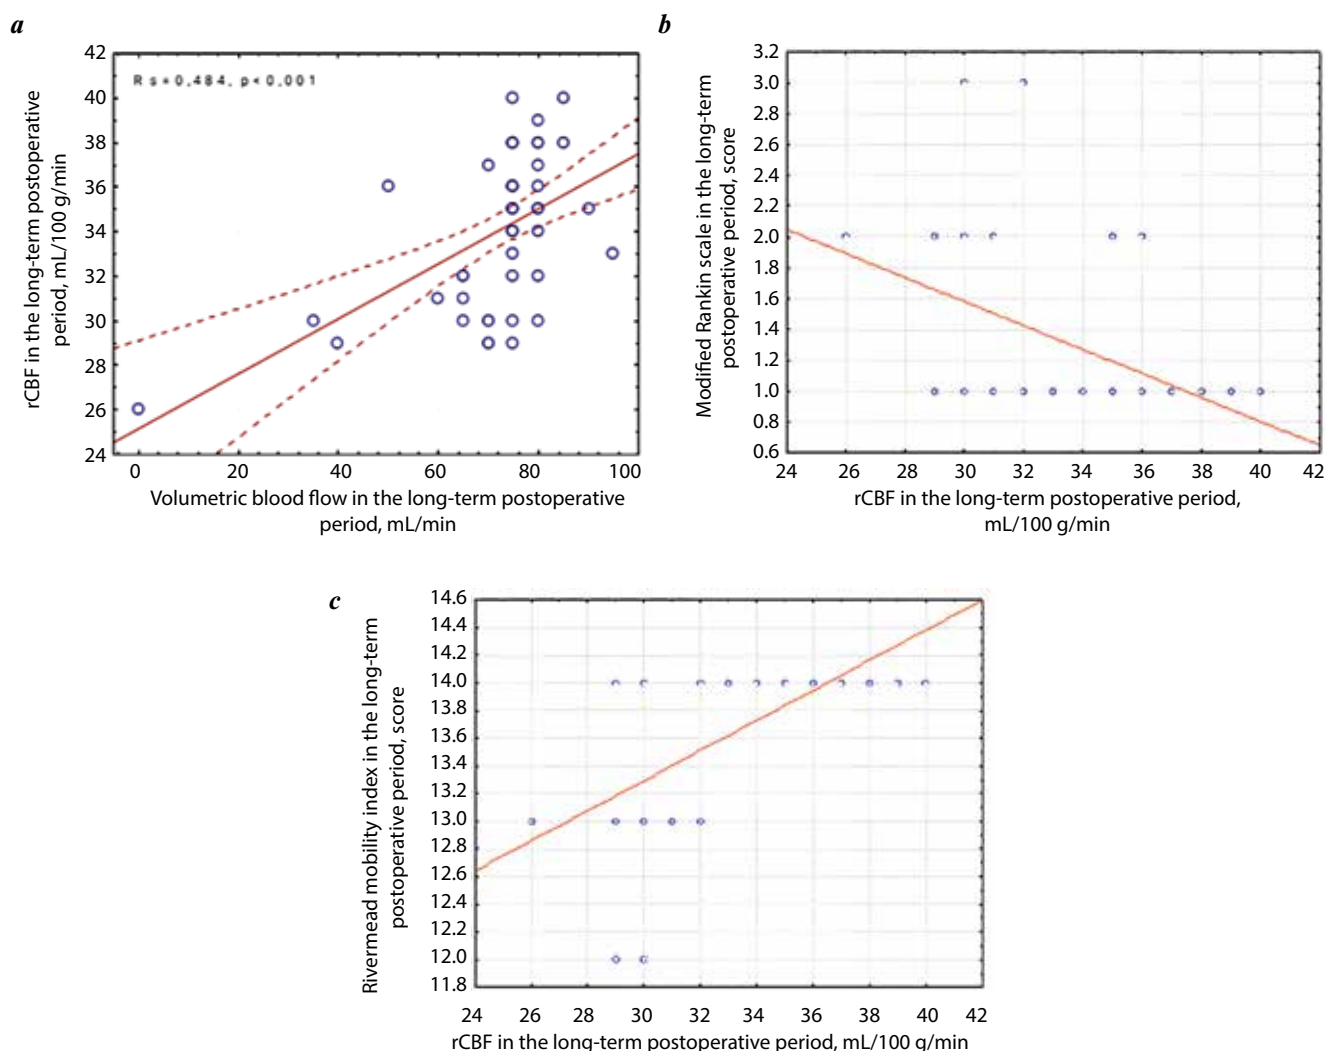 a
rCBF in the long-term postoperative
period, mL/100 g/min
42
40
38
36
34
32
30
28
26
24
Rs=0.484, p<0.001
0 20 40 60 80 100
Volumetric blood flow in the long-term postoperative
period, mL/min
b
Modified Rankin scale in the long-term
postoperative period, score
3.2
3.0
2.8
2.6
2.4
2.2
2.0
1.8
1.6
1.4
1.2
1.0
0.8
0.6
24 26 28 30 32 34 36 38 40 42
rCBF in the long-term postoperative period,
mL/100 g/min
c
Rivermead mobility index in the long-term
postoperative period, score
14.6
14.4
14.2
14.0
13.8
13.6
13.4
13.2
13.0
12.8
12.6
12.4
12.2
12.0
11.8
24 26 28 30 32 34 36 38 40 42
rCBF in the long-term postoperative period, mL/100 g/min